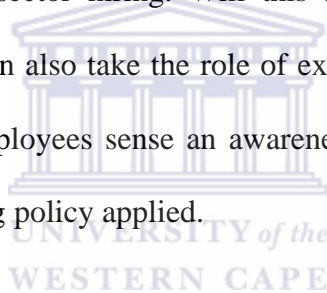 sector hiring. Will this
n also take the role of ex
ployees sense an awarene
g policy applied.
UNIVERSITY of the
WESTERN CAPE